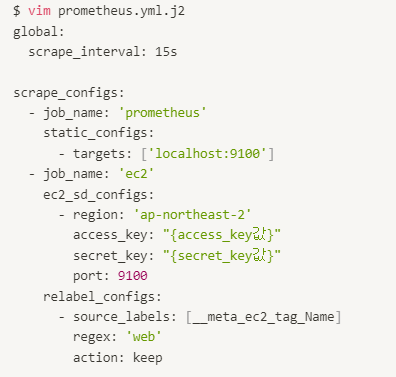 $ vim prometheus.yml.j2
global:
  scrape_interval: 15s

scrape_configs:
  - job_name: 'prometheus'
    static_configs:
      - targets: ['localhost:9100']
  - job_name: 'ec2'
    ec2_sd_configs:
      - region: 'ap-northeast-2'
        access_key: "{access_key값}"
        secret_key: "{secret_key값}"
        port: 9100
    relabel_configs:
      - source_labels: [__meta_ec2_tag_Name]
        regex: 'web'
        action: keep